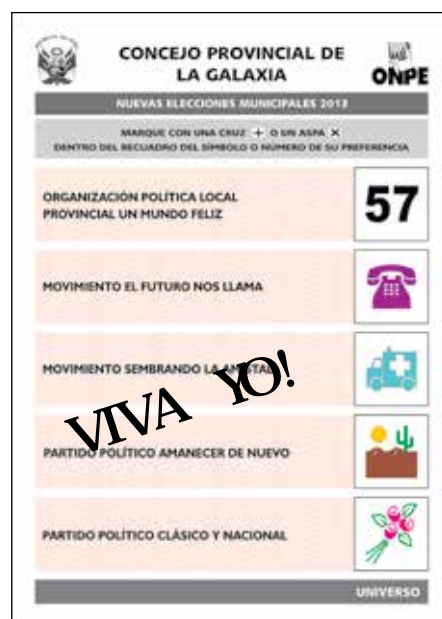 CONCEJO PROVINCIAL DE
LA GALAXIA
ONPE
NUEVAS ELECCIONES MUNICIPALES 2013
MARQUE CON UNA CRUZ + O UN ASPA X
DENTRO DEL RECUADRO DEL SÍMBOLO O NÚMERO DE SU PREFERENCIA
ORGANIZACIÓN POLÍTICA LOCAL
PROVINCIAL UN MUNDO FELIZ
57
MOVIMIENTO EL FUTURO NOS LLAMA
MOVIMIENTO SEMBRANDO LA AMISTAD
VIVA YO!
PARTIDO POLÍTICO AMANECER DE NUEVO
PARTIDO POLÍTICO CLÁSICO Y NACIONAL
UNIVERSO